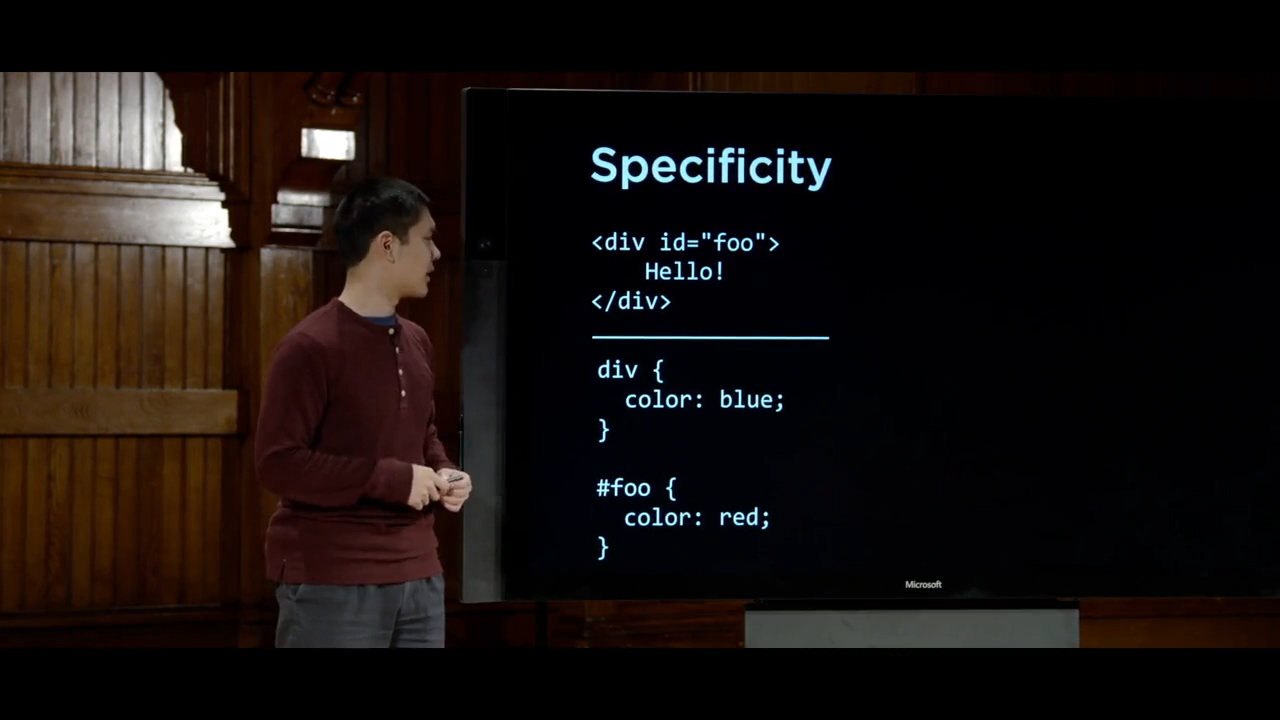 Specificity
<div id="foo">
    Hello!
</div>
div {
  color: blue;
}
#foo {
  color: red;
}
Microsoft